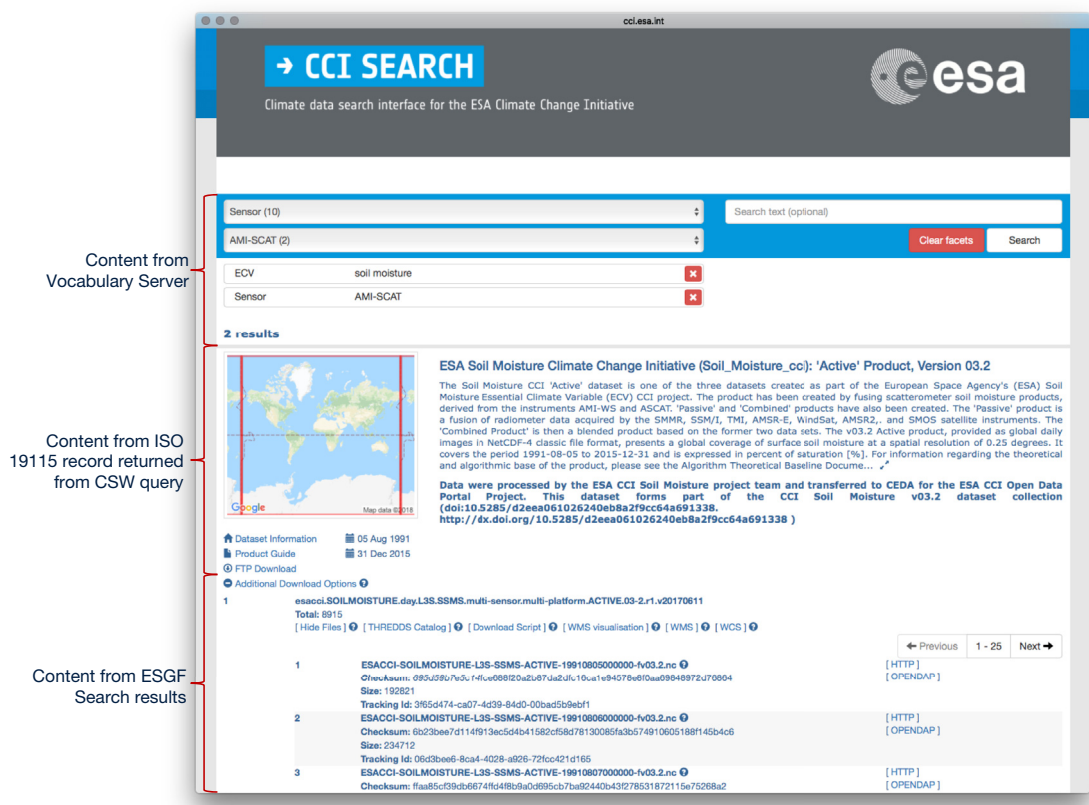 cci.esa.int
→ CCI SEARCH
esa
Climate data search interface for the ESA Climate Change Initiative
Content from
Vocabulary Server
Sensor (10)
Search text (optional)
AMI-SCAT (2)
Clear facets
Search
ECV soil moisture
Sensor AMI-SCAT
2 results
Content from ISO
19115 record returned
from CSW query
Google
Map data ©2018
ESA Soil Moisture Climate Change Initiative (Soil_Moisture_cci): 'Active' Product, Version 03.2
The Soil Moisture CCI 'Active' dataset is one of the three datasets created as part of the European Space Agency's (ESA) Soil
Moisture Essential Climate Variable (ECV) CCI project. The product has been created by fusing scatterometer soil moisture products,
derived from the instruments AMI-WS and ASCAT. 'Passive' and 'Combined' products have also been created. The 'Passive' product is
a fusion of radiometer data acquired by the SMMR, SSM/I, TMI, AMSR-E, WindSat, AMSR2,. and SMOS satellite instruments. The
'Combined Product' is then a blended product based on the former two data sets. The v03.2 Active product, provided as global daily
images in NetCDF-4 classic file format, presents a global coverage of surface soil moisture at a spatial resolution of 0.25 degrees. It
covers the period 1991-08-05 to 2015-12-31 and is expressed in percent of saturation [%]. For information regarding the theoretical
and algorithmic base of the product, please see the Algorithm Theoretical Baseline Docume...
Data were processed by the ESA CCI Soil Moisture project team and transferred to CEDA for the ESA CCI Open Data
Portal Project. This dataset forms part of the CCI Soil Moisture v03.2 dataset collection
(doi:10.5285/d2eea061026240eb8a2f9cc64a691338.
http://dx.doi.org/10.5285/d2eea061026240eb8a2f9cc64a691338 )
Dataset Information 05 Aug 1991
Product Guide 31 Dec 2015
FTP Download
Additional Download Options ?
Content from ESGF
Search results
1 esacci.SOILMOISTURE.day.L3S.SSMS.multi-sensor.multi-platform.ACTIVE.03-2.r1.v20170611
Total: 8915
[ Hide Files ] ? [ THREDDS Catalog ] ? [ Download Script ] ? [ WMS visualisation ] ? [ WMS ] ? [ WCS ] ?
← Previous 1 - 25 Next →
1 ESACCI-SOILMOISTURE-L3S-SSMS-ACTIVE-19910805000000-fv03.2.nc ? [ HTTP ]
Checksum: [ OPENDAP ]
Size: 192821
Tracking Id: 3f65d474-ca07-4d39-84d0-00bad5b9ebf1
2 ESACCI-SOILMOISTURE-L3S-SSMS-ACTIVE-19910806000000-fv03.2.nc ? [ HTTP ]
Checksum: 6b23bee7d114f913ec5d4b41582cf58d78130085fa3b574910605188f145b4c6 [ OPENDAP ]
Size: 234712
Tracking Id: 06d3bee6-8ca4-4028-a926-72fcc421d165
3 ESACCI-SOILMOISTURE-L3S-SSMS-ACTIVE-19910807000000-fv03.2.nc ? [ HTTP ]
Checksum: ffaa85cf39db6674ffd4f8b9a0d695cb7ba92440b43f278531872115e75268a2 [ OPENDAP ]